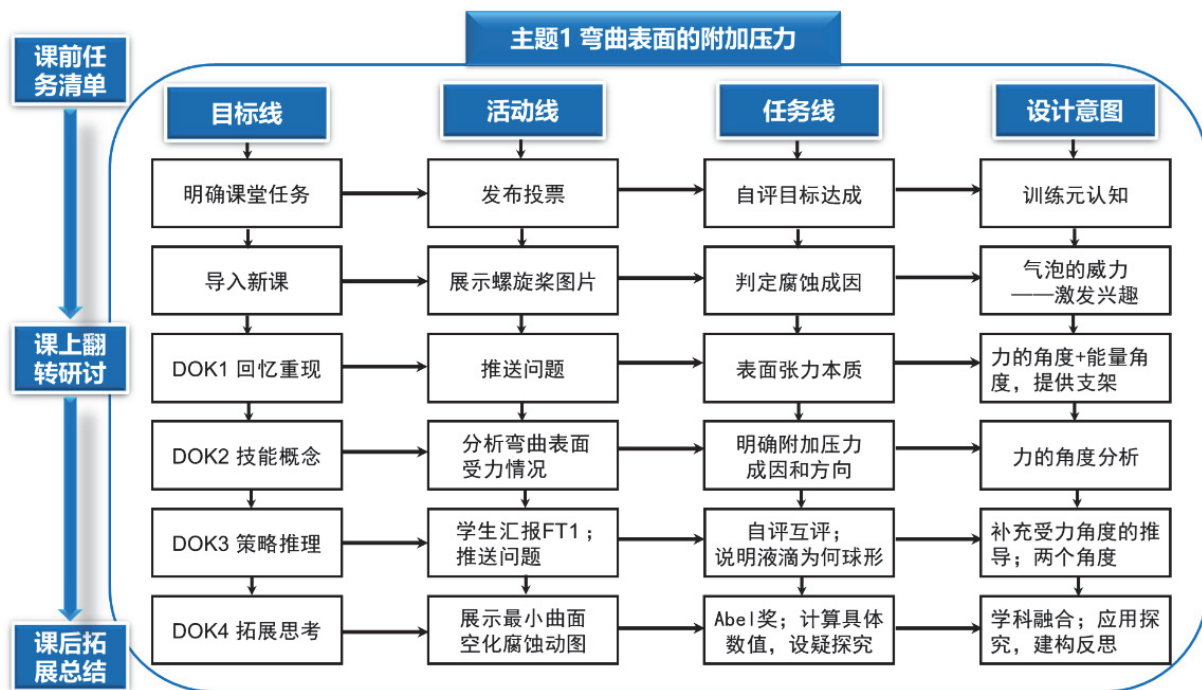 主题1 弯曲表面的附加压力
课前任
务清单
课上翻
转研讨
课后拓
展总结
目标线
活动线
任务线
设计意图
明确课堂任务
发布投票
自评目标达成
训练元认知
导入新课
展示螺旋桨图片
判定腐蚀成因
气泡的威力
——激发兴趣
DOK1 回忆重现
推送问题
表面张力本质
力的角度+能量角
度，提供支架
DOK2 技能概念
分析弯曲表面
受力情况
明确附加压力
成因和方向
力的角度分析
DOK3 策略推理
学生汇报FT1；
推送问题
自评互评；
说明液滴为何球形
补充受力角度的推
导；两个角度
DOK4 拓展思考
展示最小曲面
空化腐蚀动图
Abel奖；计算具体
数值，设疑探究
学科融合；应用探
究，建构反思